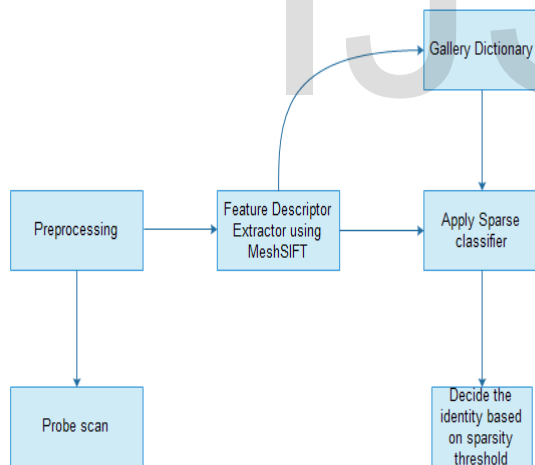 Gallery Dictionary
Preprocessing
Feature Descriptor
Extractor using
MeshSIFT
Apply Sparse
classifier
Probe scan
Decide the
identity based
on sparsity
threshold